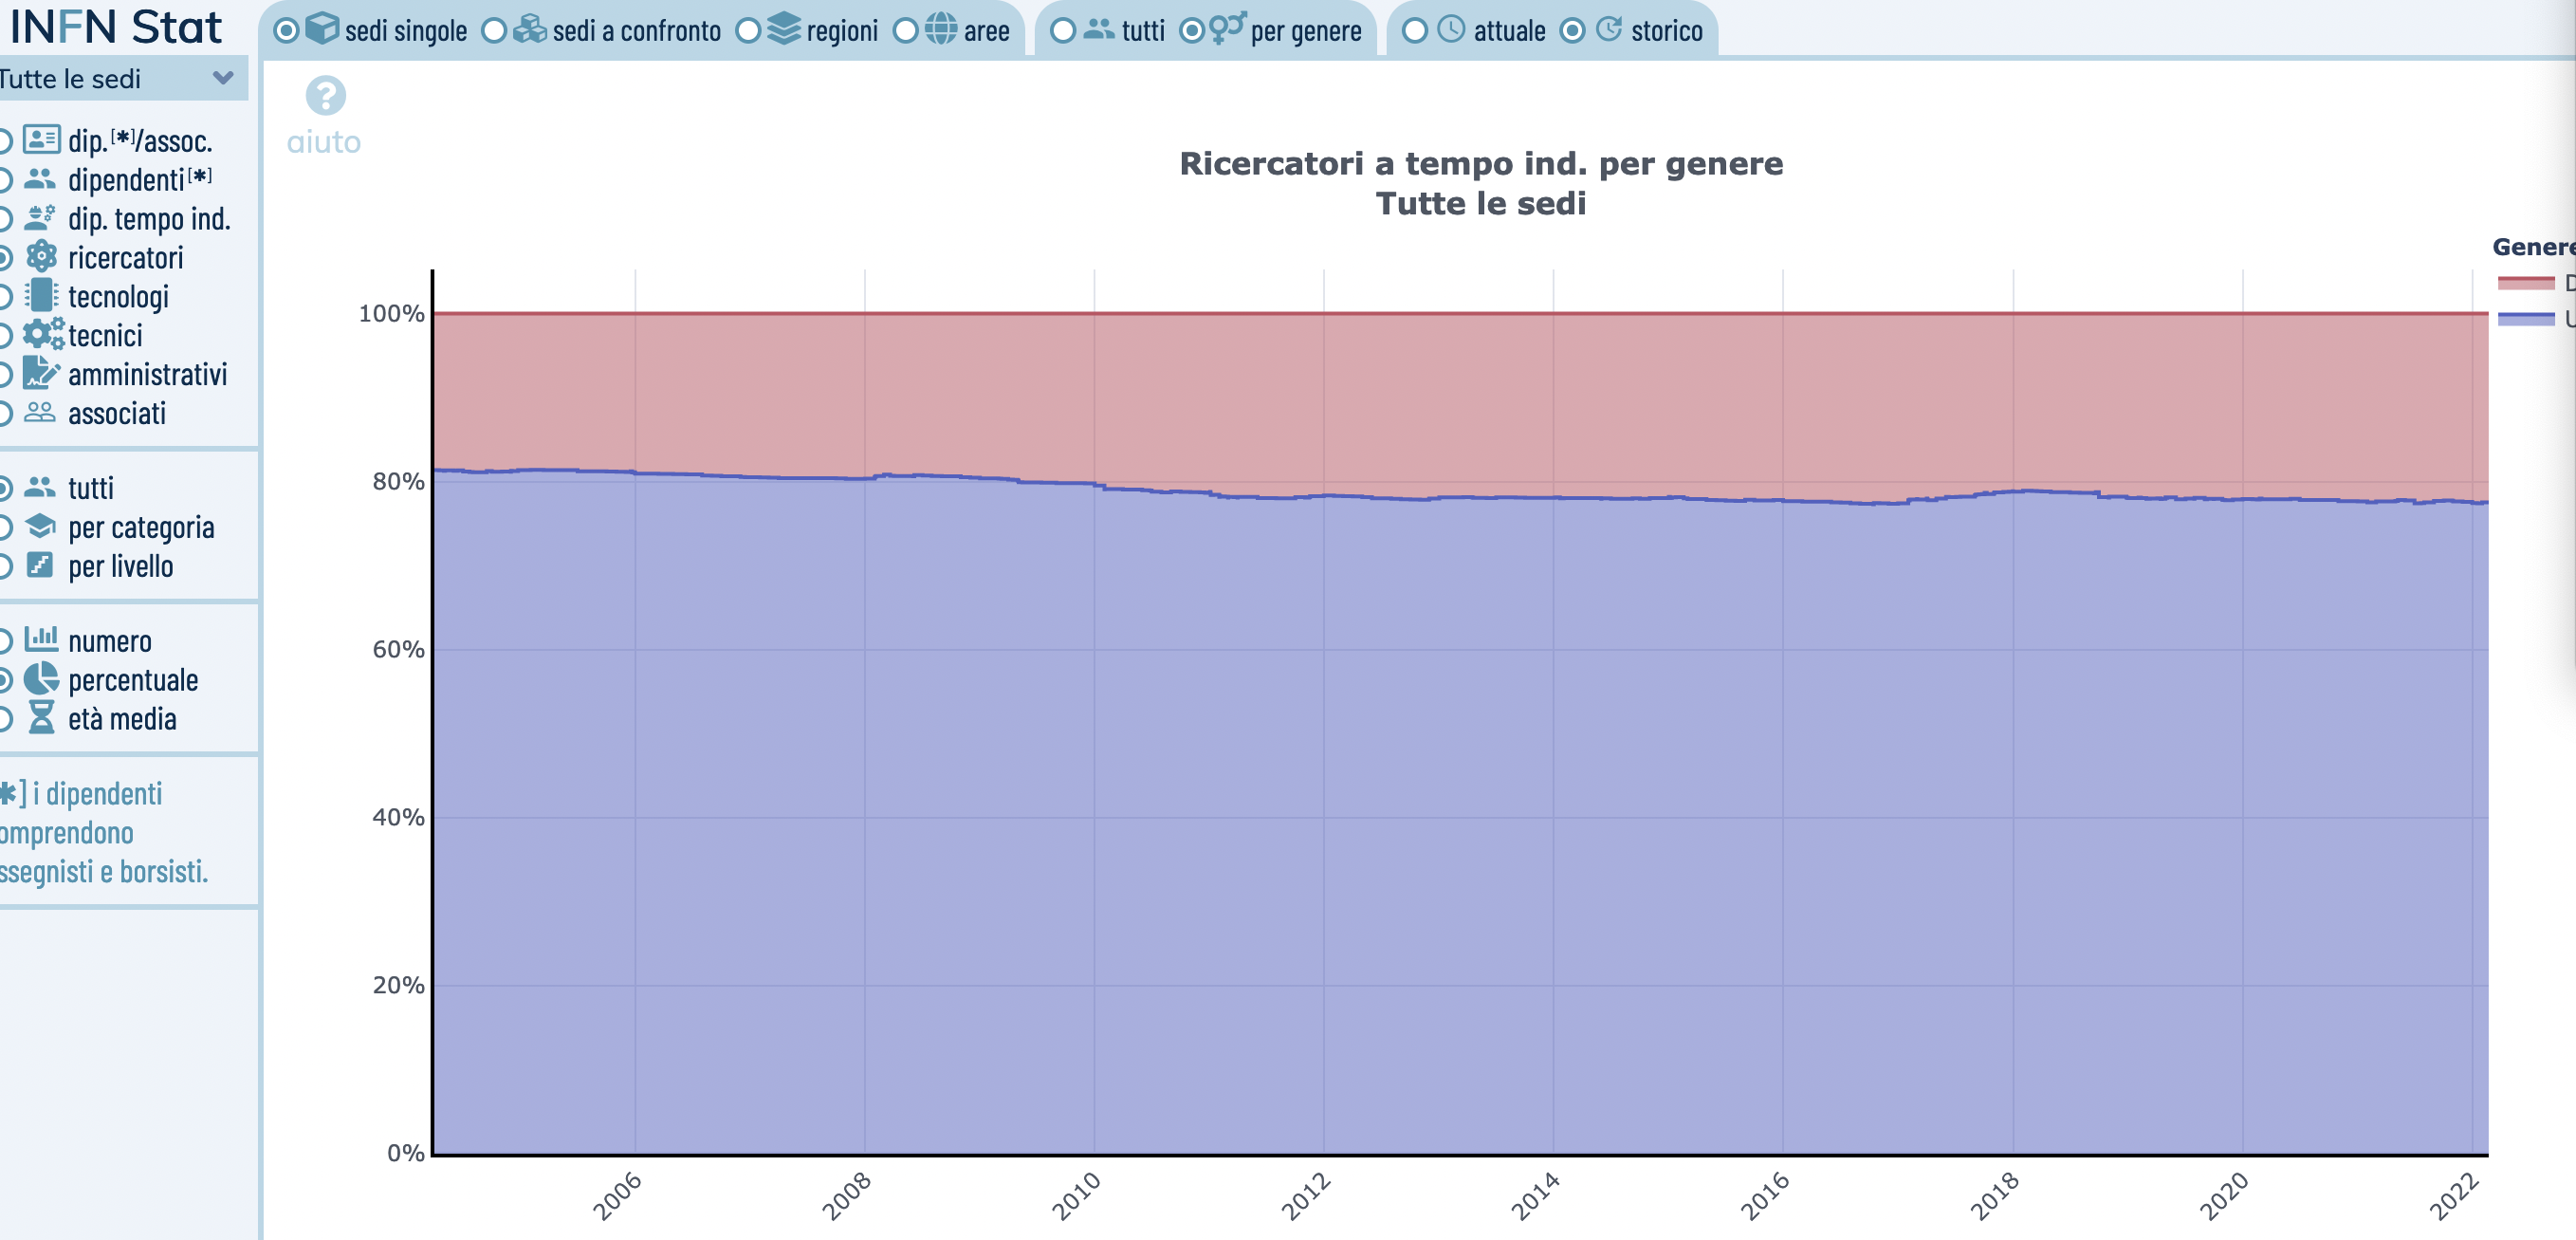 INFN Stat
sedi singole
sedi a confronto
regioni
aree
tutti
per genere
attuale
storico
Tutte le sedi
dip.[✱]/assoc.
dipendenti[✱]
dip. tempo ind.
ricercatori
tecnologi
tecnici
amministrativi
associati
tutti
per categoria
per livello
numero
percentuale
età media
✱] i dipendenti
omprendono
ssegnisti e borsisti.
?
aiuto
Ricercatori a tempo ind. per genere
Tutte le sedi
Genere
D
U
100%
80%
60%
40%
20%
0%
2006
2008
2010
2012
2014
2016
2018
2020
2022